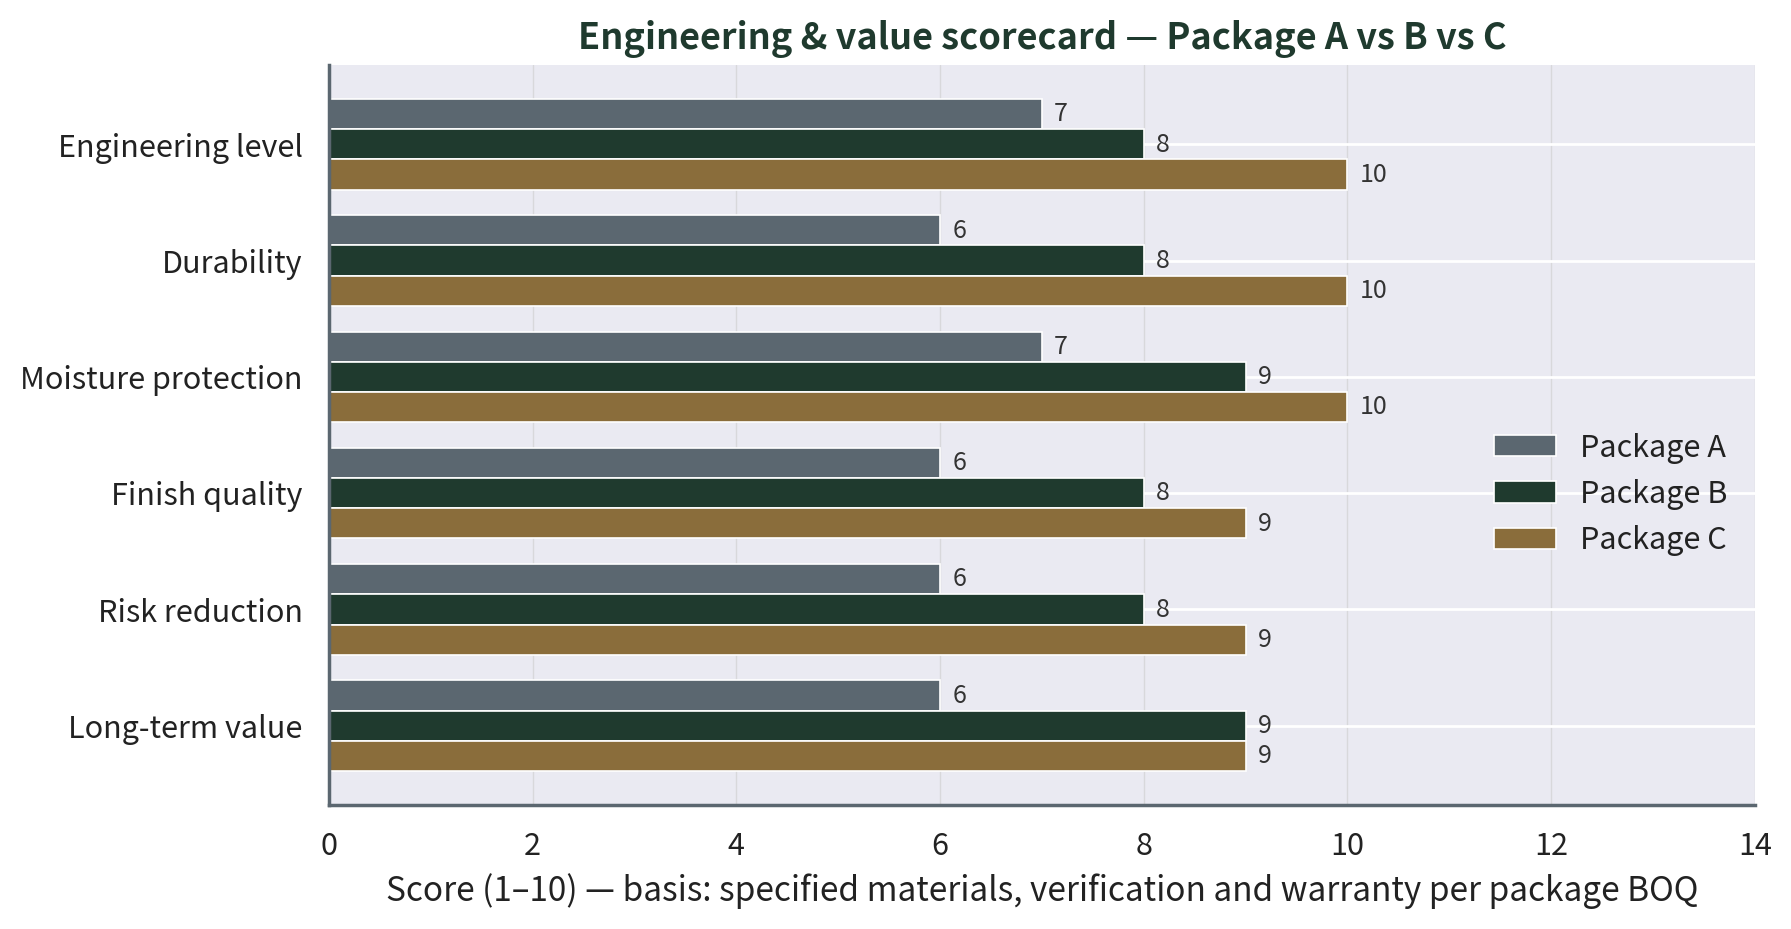 Engineering & value scorecard — Package A vs B vs C
Engineering level
7
8
10
Durability
6
8
10
Moisture protection
7
9
10
Finish quality
6
8
9
Risk reduction
6
8
9
Long-term value
6
9
9
Package A
Package B
Package C
0 2 4 6 8 10 12 14
Score (1–10) — basis: specified materials, verification and warranty per package BOQ